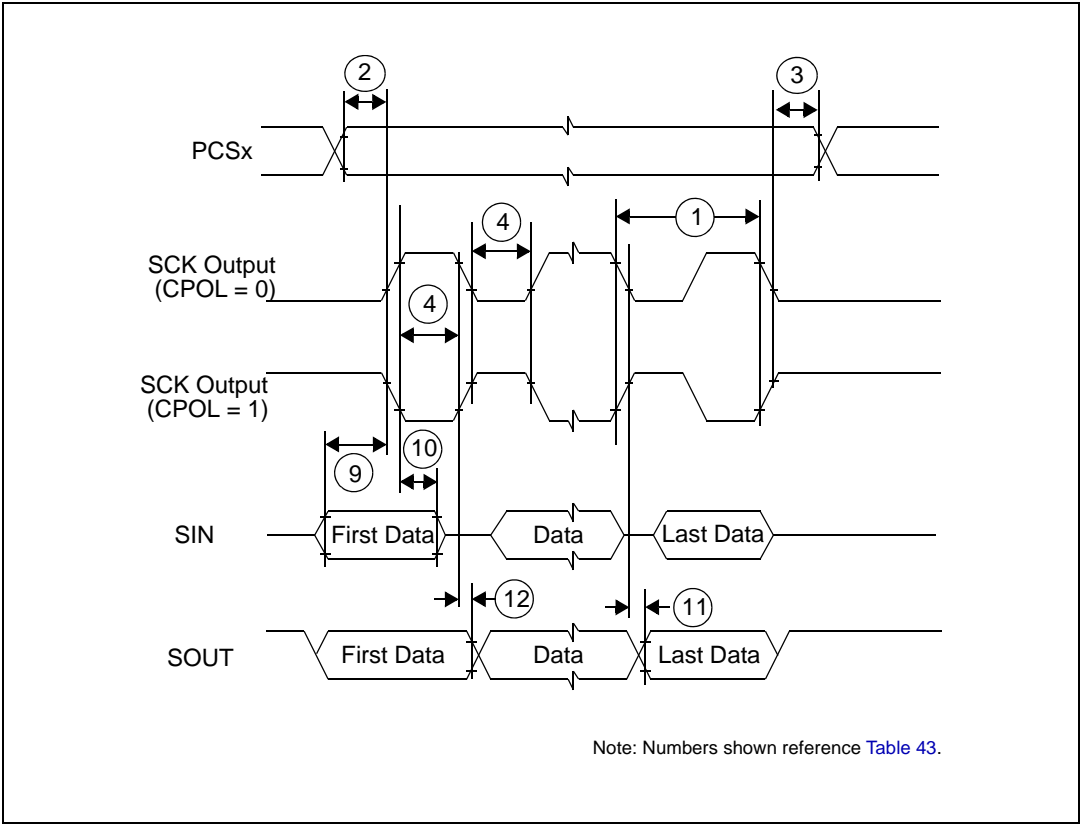 2
3
PCSx
4
1
SCK Output
(CPOL = 0)
4
SCK Output
(CPOL = 1)
10
9
SIN
First Data
Data
Last Data
12
11
SOUT
First Data
Data
Last Data
Note: Numbers shown reference Table 43.